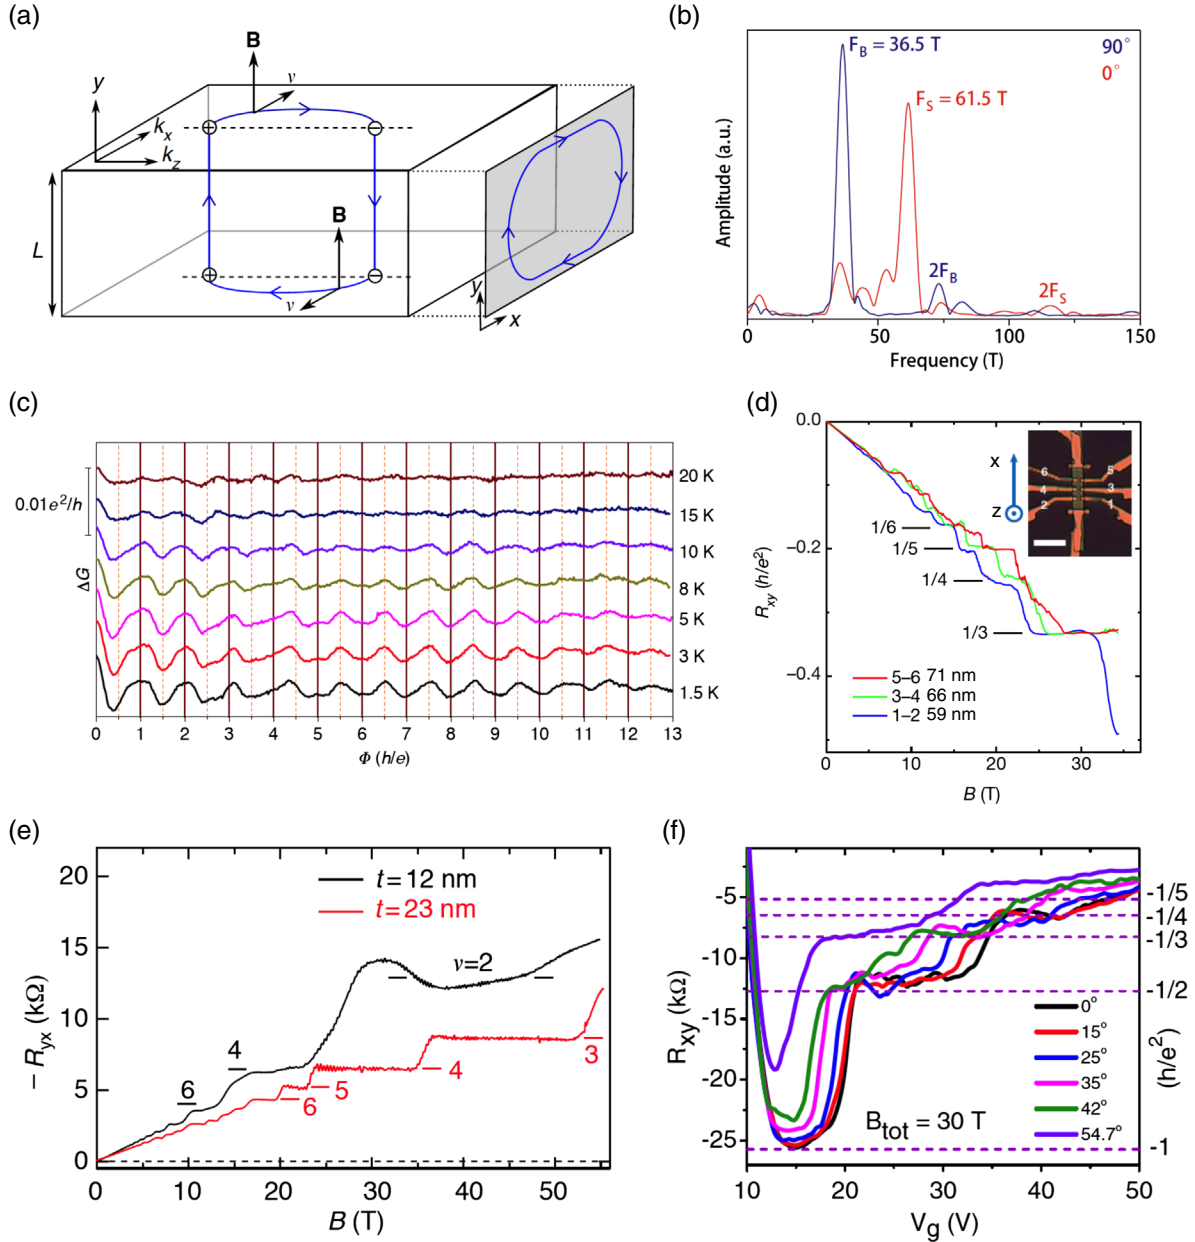 (a)
B
v
y
k_x
k_z
L
B
v
y
x
(b)
F_B = 36.5 T
90°
0°
F_S = 61.5 T
2F_B
2F_S
Amplitude (a.u.)
0
50
100
150
Frequency (T)
(c)
0.01e²/h
ΔG
20 K
15 K
10 K
8 K
5 K
3 K
1.5 K
0 1 2 3 4 5 6 7 8 9 10 11 12 13
Φ (h/e)
(d)
0.0
−0.2
−0.4
R_xy (h/e²)
1/6
1/5
1/4
1/3
x
z
6
5
4
3
2
1
5–6 71 nm
3–4 66 nm
1–2 59 nm
0 10 20 30
B (T)
(e)
20
15
10
5
0
− R_yx (kΩ)
t = 12 nm
t = 23 nm
ν=2
4
6
3
4
5
6
0 10 20 30 40 50
B (T)
(f)
-5
-10
-15
-20
-25
R_xy (kΩ)
-1/5
-1/4
-1/3
-1/2
-1
(h/e²)
0°
15°
25°
35°
42°
54.7°
B_tot = 30 T
10 20 30 40 50
V_g (V)